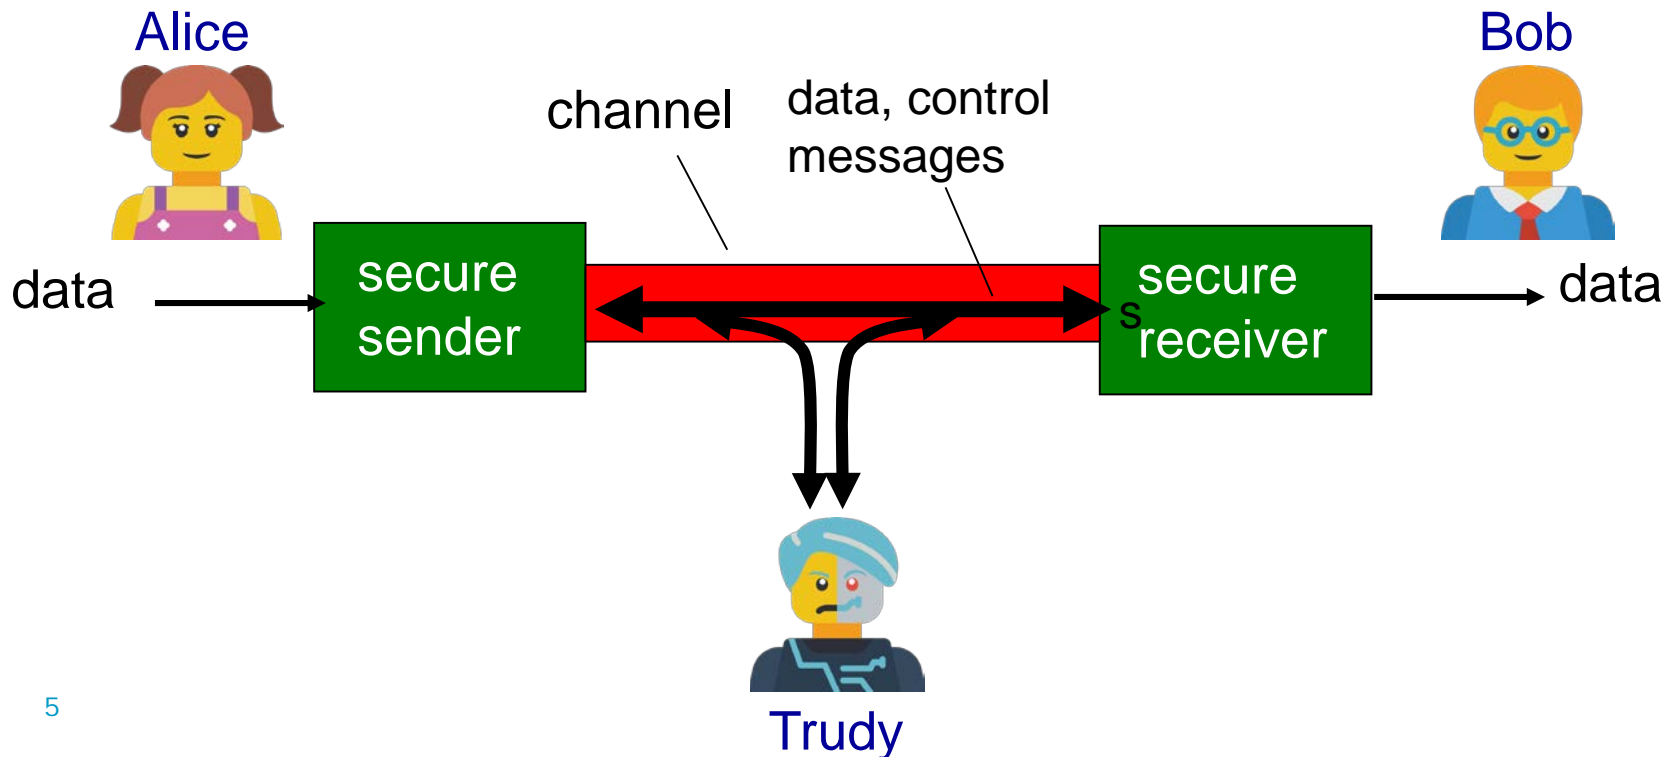 Alice
Bob
channel
data, control
messages
data
secure
sender
s
secure
receiver
data
5
Trudy